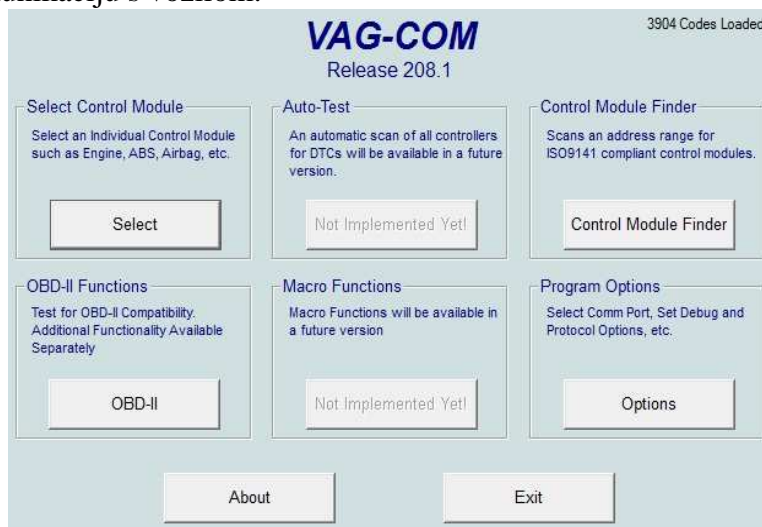 s vozilom.
VAG-COM
3904 Codes Loaded
Release 208.1
Select Control Module
Select an Individual Control Module
such as Engine, ABS, Airbag, etc.
Select
Auto-Test
An automatic scan of all controllers
for DTCs will be available in a future
version.
Not Implemented Yet!
Control Module Finder
Scans an address range for
ISO9141 compliant control modules.
Control Module Finder
OBD-II Functions
Test for OBD-II Compatibility.
Additional Functionality Available
Separately
OBD-II
Macro Functions
Macro Functions will be available in
a future version
Not Implemented Yet!
Program Options
Select Comm Port, Set Debug and
Protocol Options, etc.
Options
About
Exit